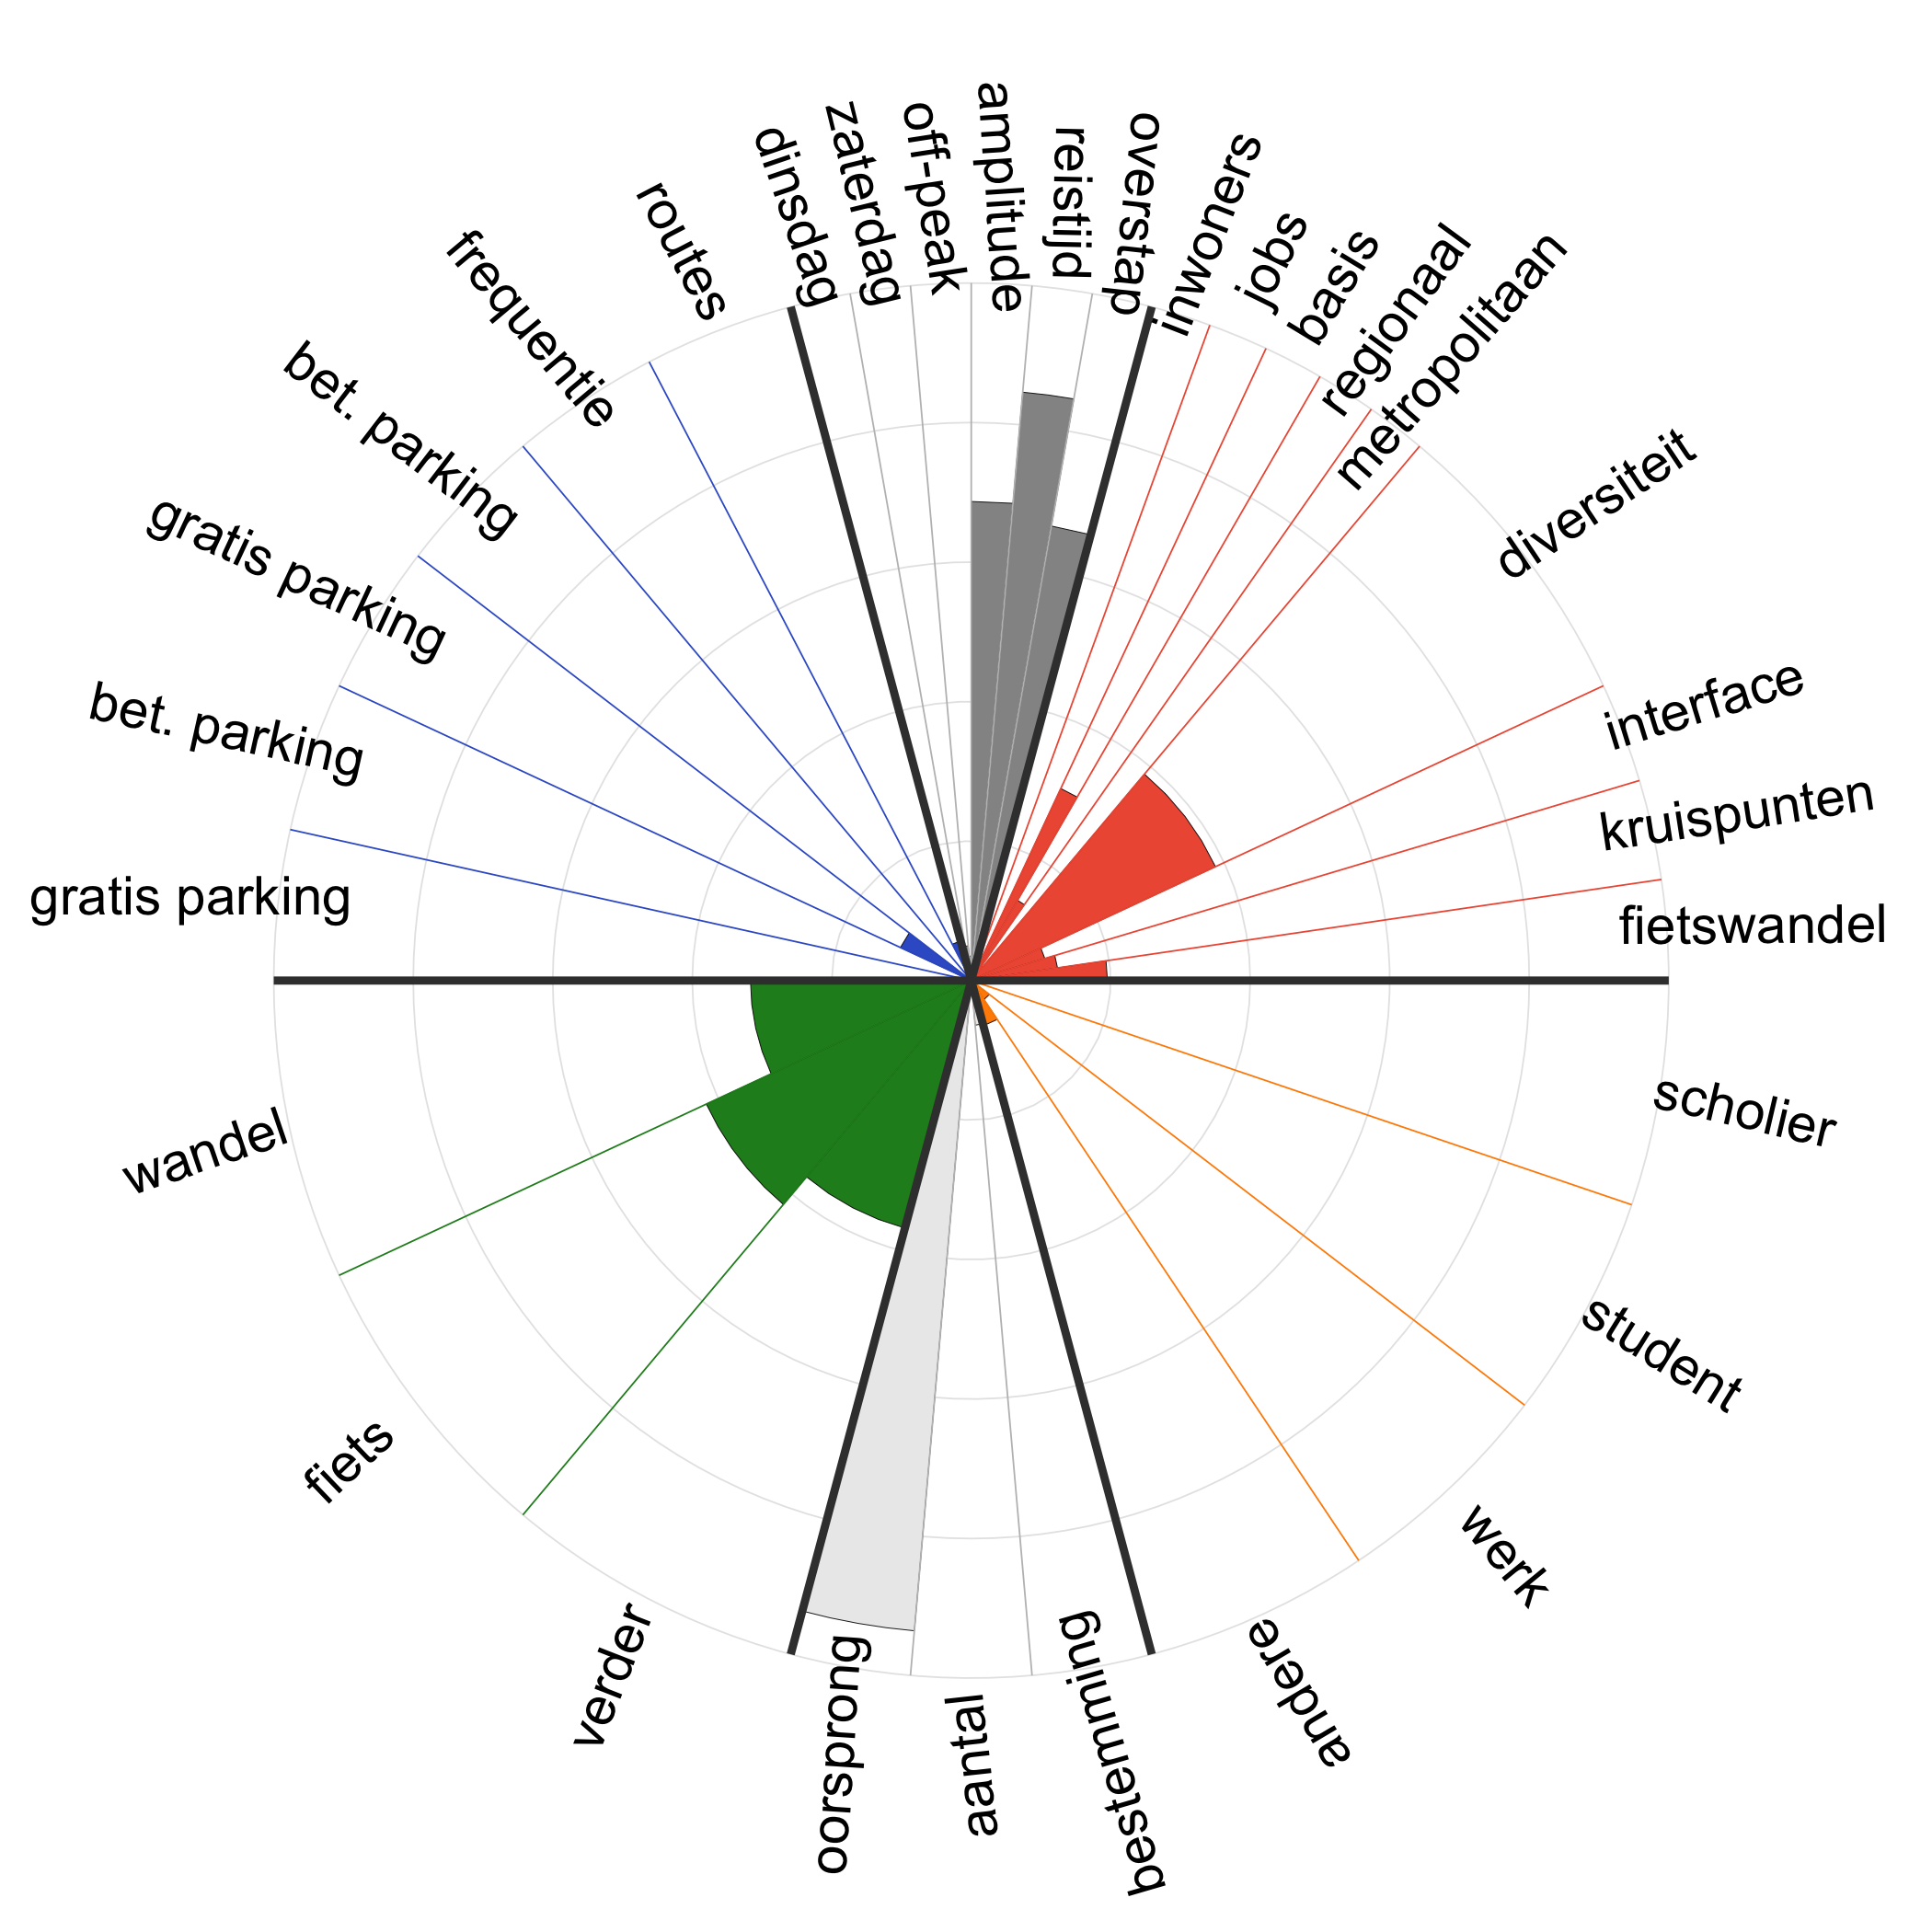 dinsdag
zaterdag
off-peak
amplitude
reistijd
overstap
inwoners
jobs
basis
regionaal
metropolitaan
diversiteit
interface
kruispunten
fietswandel
scholier
student
werk
andere
bestemming
aantal
oorsprong
verder
fiets
wandel
gratis parking
bet. parking
gratis parking
bet. parking
frequentie
routes